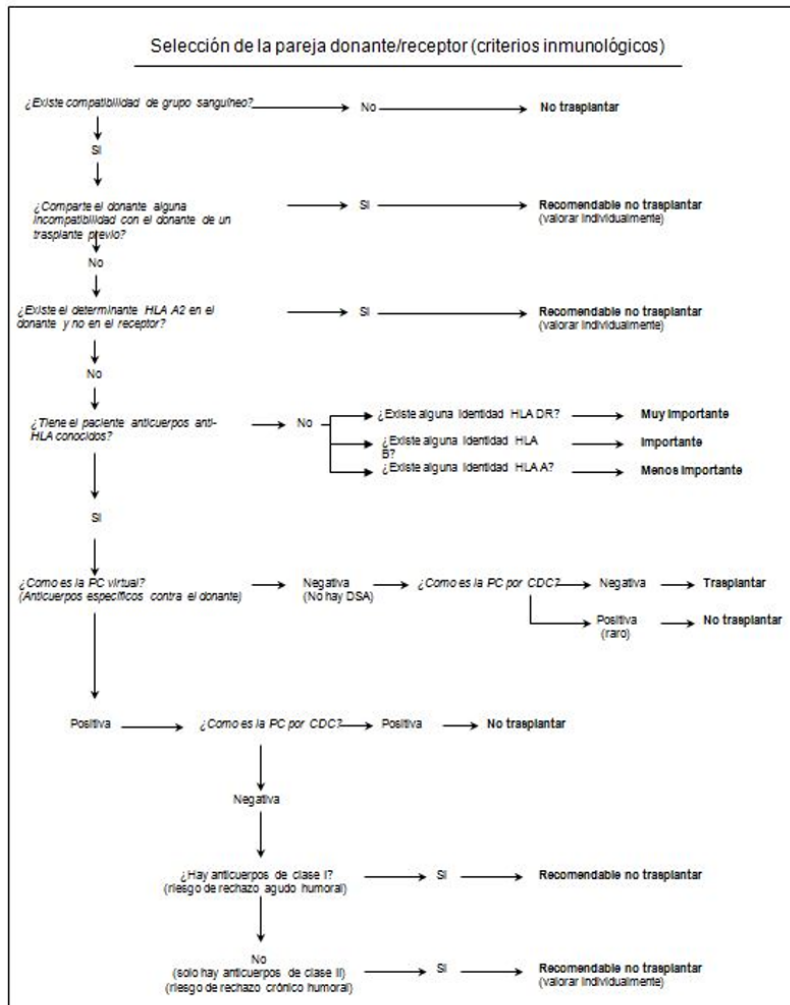 Selección de la pareja donante/receptor (criterios inmunológicos)
¿Existe compatibilidad de grupo sanguíneo?
No
No trasplantar
SI
¿Comparte el donante alguna
incompatibilidad con el donante de un
trasplante previo?
SI
Recomendable no trasplantar
(valorar individualmente)
No
¿Existe el determinante HLA A2 en el
donante y no en el receptor?
SI
Recomendable no trasplantar
(valorar individualmente)
No
¿Tiene el paciente anticuerpos anti-
HLA conocidos?
No
¿Existe alguna identidad HLA DR?
Muy importante
¿Existe alguna identidad HLA
B?
Importante
¿Existe alguna identidad HLA A?
Menos importante
SI
¿Como es la PC virtual?
(Anticuerpos específicos contra el donante)
Negativa
(No hay DSA)
¿Como es la PC por CDC?
Negativa
Trasplantar
Positiva
(raro)
No trasplantar
Positiva
¿Como es la PC por CDC?
Positiva
No trasplantar
Negativa
¿Hay anticuerpos de clase I?
(riesgo de rechazo agudo humoral)
SI
Recomendable no trasplantar
No
(solo hay anticuerpos de clase II)
(riesgo de rechazo crónico humoral)
SI
Recomendable no trasplantar
(valorar individualmente)